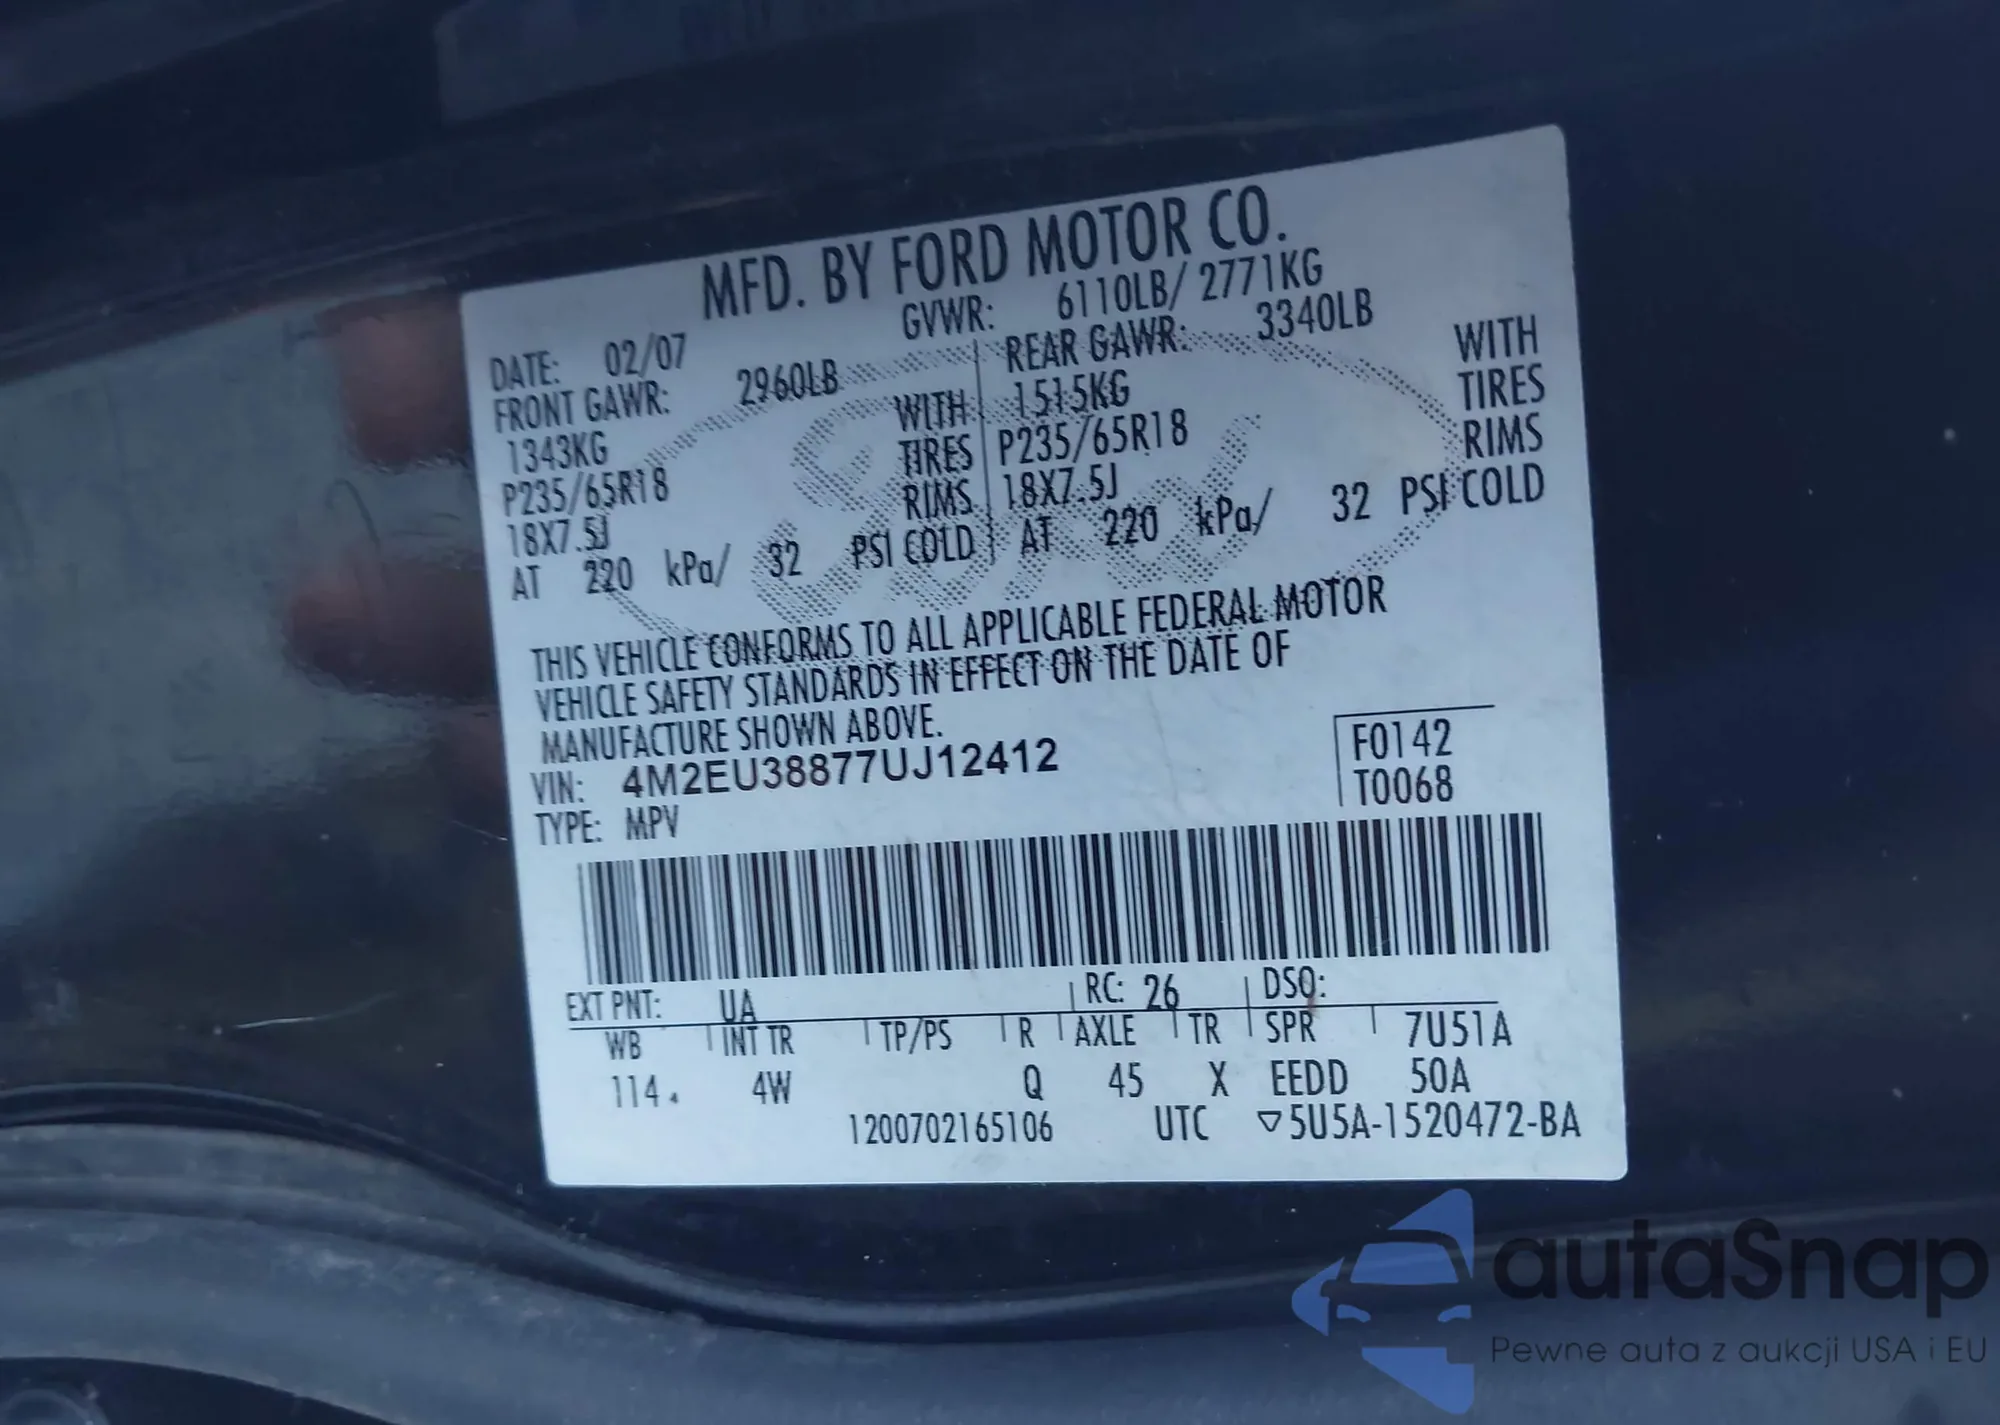 MFD. BY FORD MOTOR CO.
DATE: 02/07 GVWR: 6110LB/ 2771KG
FRONT GAWR: 2960LB REAR GAWR: 3340LB
1343KG WITH 1515KG WITH
P235/65R18 TIRES P235/65R18 TIRES
18X7.5J RIMS 18X7.5J RIMS
AT 220 kPa/ 32 PSI COLD AT 220 kPa/ 32 PSI COLD
THIS VEHICLE CONFORMS TO ALL APPLICABLE FEDERAL MOTOR
VEHICLE SAFETY STANDARDS IN EFFECT ON THE DATE OF
MANUFACTURE SHOWN ABOVE.
VIN: 4M2EU38877UJ12412 F0142
TYPE: MPV T0068
EXT PNT: UA RC: 26 DSO:
WB INT TR TP/PS R AXLE TR SPR 7U51A
114. 4W Q 45 X EEDD 50A
1200702165106 UTC ▽5U5A-1520472-BA
Ford
autaSnap
Pewne auta z aukcji USA i EU